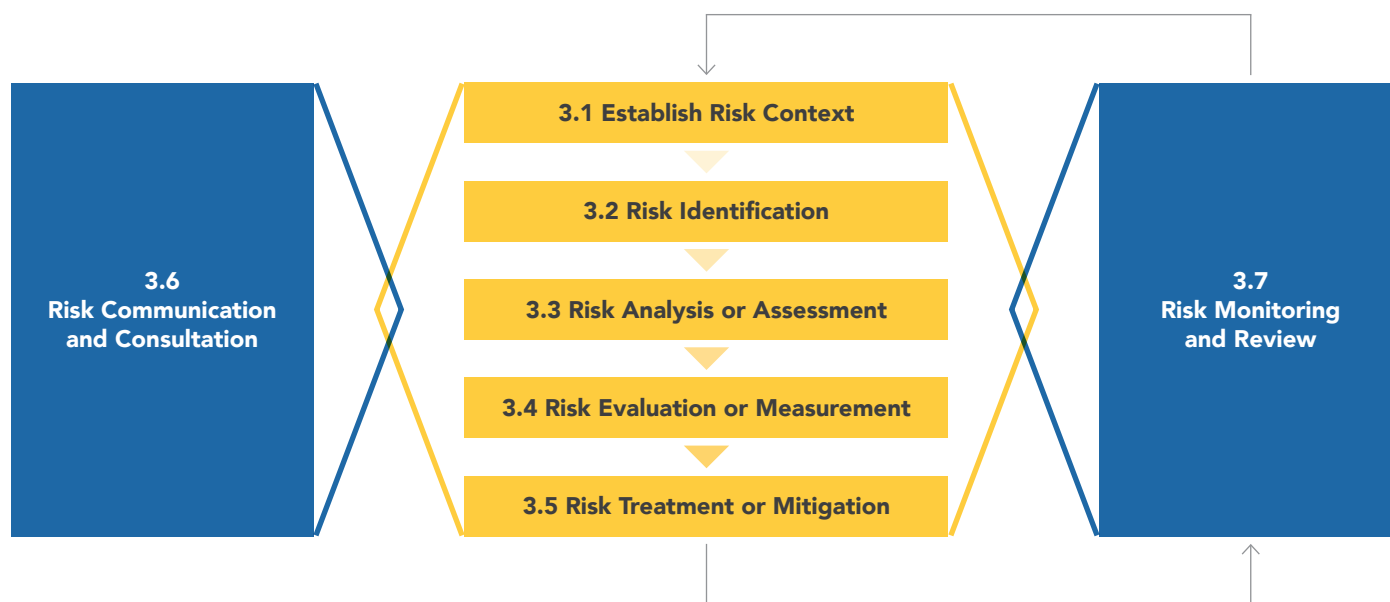 3.1 Establish Risk Context
3.2 Risk Identification
3.6
Risk Communication
and Consultation
3.3 Risk Analysis or Assessment
3.7
Risk Monitoring
and Review
3.4 Risk Evaluation or Measurement
3.5 Risk Treatment or Mitigation